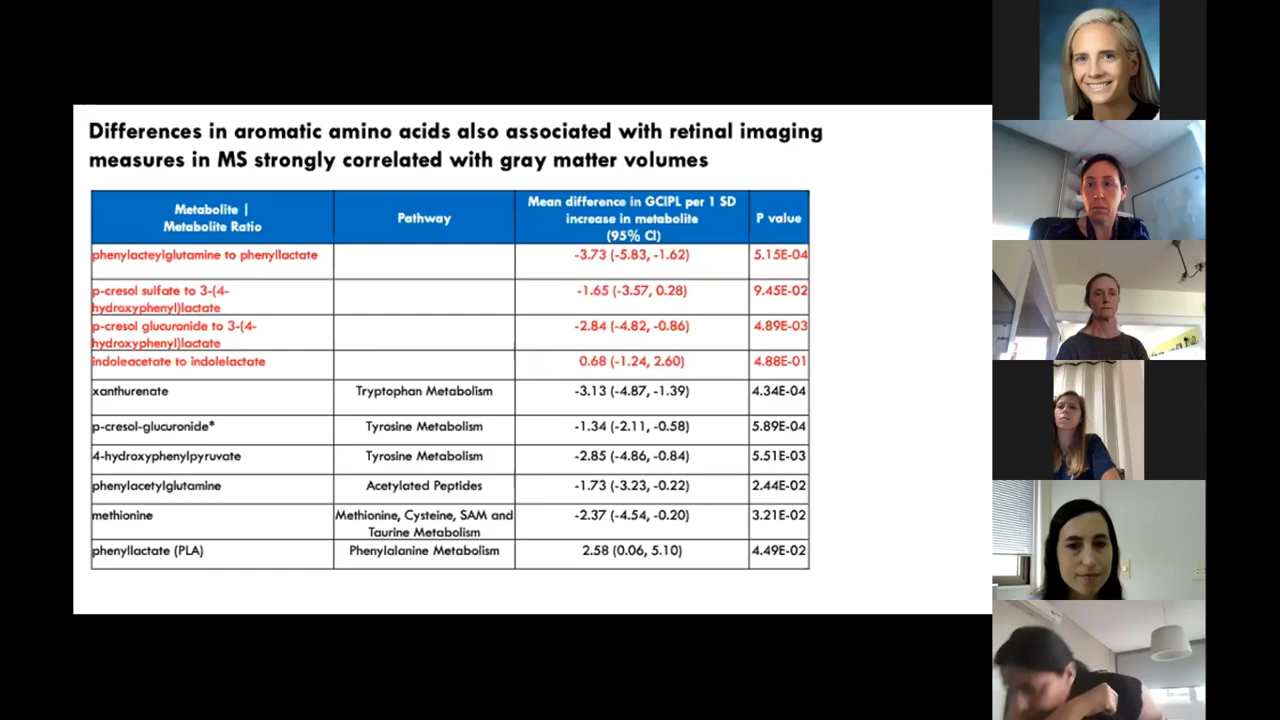 Differences in aromatic amino acids also associated with retinal imaging
measures in MS strongly correlated with gray matter volumes
Metabolite |
Metabolite Ratio
Pathway
Mean difference in GCIPL per 1 SD
increase in metabolite
(95% CI)
P value
phenylacteylglutamine to phenyllactate
-3.73 (-5.83, -1.62)
5.15E-04
p-cresol sulfate to 3-(4-
hydroxyphenyl)lactate
-1.65 (-3.57, 0.28)
9.45E-02
p-cresol glucuronide to 3-(4-
hydroxyphenyl)lactate
-2.84 (-4.82, -0.86)
4.89E-03
indoleacetate to indolelactate
0.68 (-1.24, 2.60)
4.88E-01
xanthurenate
Tryptophan Metabolism
-3.13 (-4.87, -1.39)
4.34E-04
p-cresol-glucuronide*
Tyrosine Metabolism
-1.34 (-2.11, -0.58)
5.89E-04
4-hydroxyphenylpyruvate
Tyrosine Metabolism
-2.85 (-4.86, -0.84)
5.51E-03
phenylacetylglutamine
Acetylated Peptides
-1.73 (-3.23, -0.22)
2.44E-02
methionine
Methionine, Cysteine, SAM and
Taurine Metabolism
-2.37 (-4.54, -0.20)
3.21E-02
phenyllactate (PLA)
Phenylalanine Metabolism
2.58 (0.06, 5.10)
4.49E-02